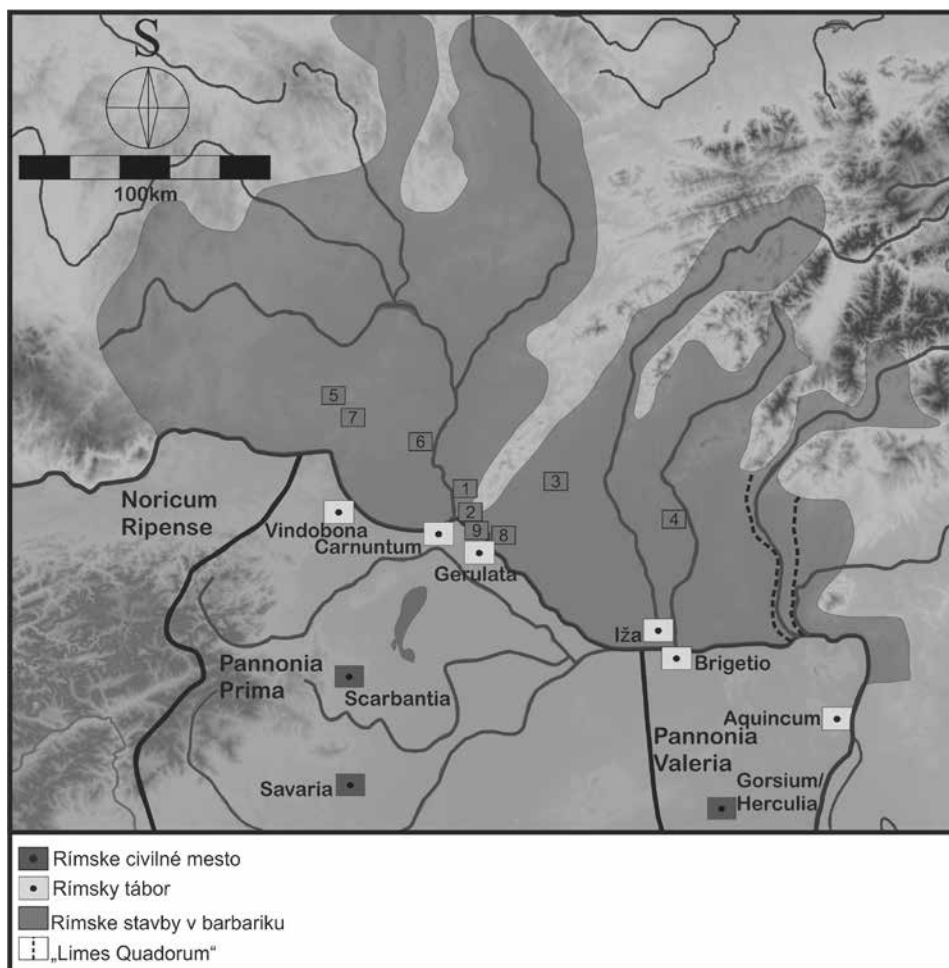 S
100km
5
7
6
1
3
2
4
9
8
Noricum
Ripense
Vindobona
Carnuntum
Gerulata
Iža
Brigetio
Pannonia
Prima
Scarbantia
Aquincum
Pannonia
Valeria
Savaria
Gorsium/
Herculia
Rímske civilné mesto
Rímsky tábor
Rímske stavby v barbariku
„Limes Quadorum“